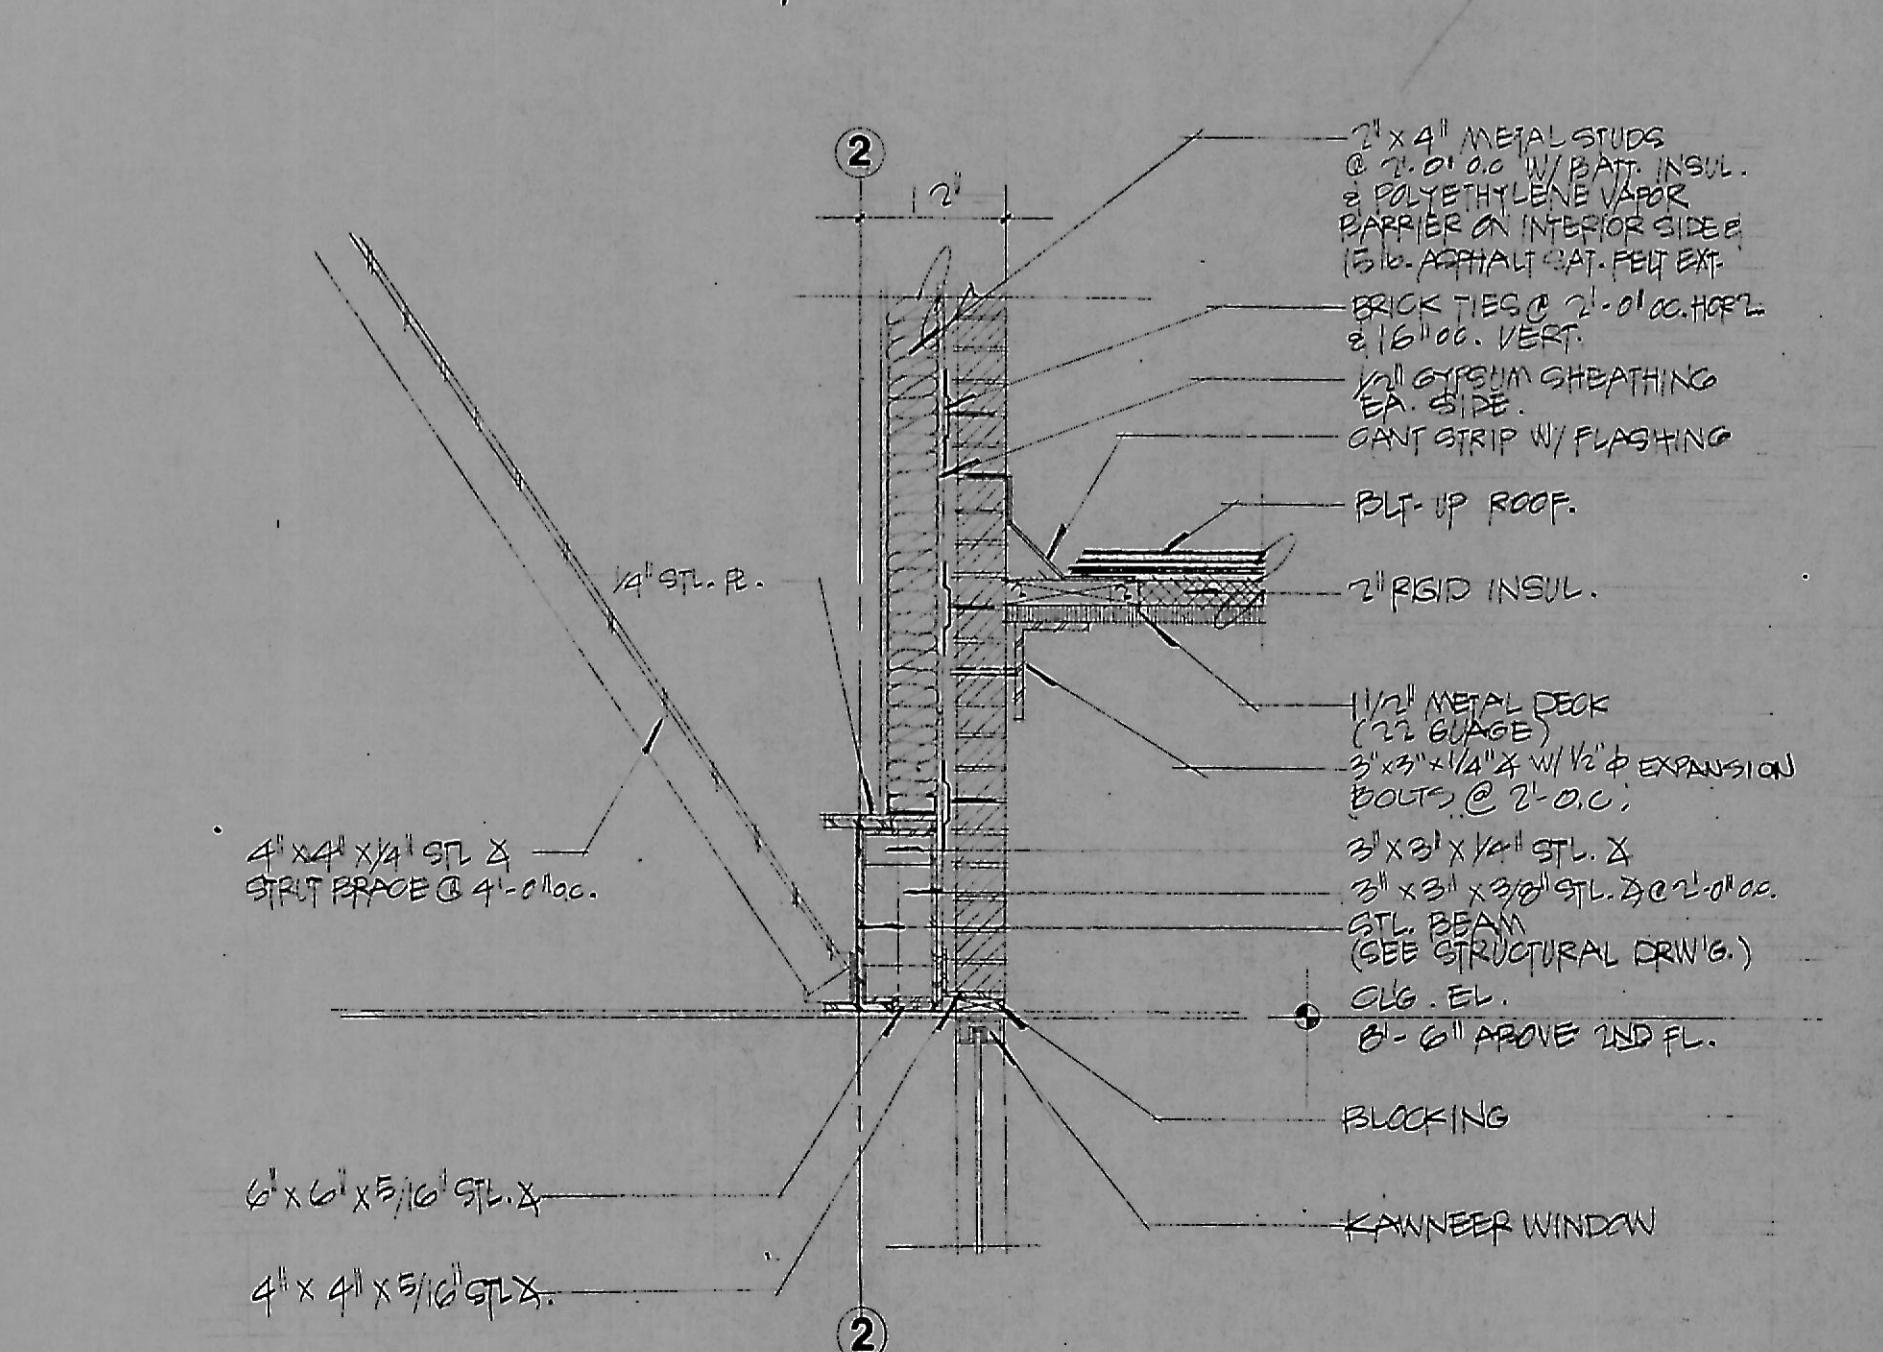 2
12"
2" X 4" METAL STUDS
@ 2'-0" O.C W/ BATT. INSUL.
& POLYETHYLENE VAPOR
BARRIER ON INTERIOR SIDE &
15 lb. ASPHALT SAT. FELT EXT.
BRICK TIES @ 2'-0" OC. HORZ.
& 16" OC. VERT.
1/2" GYPSUM SHEATHING
EA. SIDE.
CANT STRIP W/ FLASHING
BLT-UP ROOF.
2" RIGID INSUL.
1 1/2" METAL DECK
(22 GUAGE)
3"x3"x1/4" ∡ W/ 1/2" ϕ EXPANSION
BOLTS @ 2'-O.C.
3" X 3" X 1/4" STL. ∡
3" X 3" X 3/8" STL. ∡ @ 2'-0" O.C.
STL. BEAM
(SEE STRUCTURAL DRW'G.)
CL'G. EL.
8'-6" ABOVE 2ND FL.
BLOCKING
KAWNEER WINDOW
1/4" STL. PL.
4" X 4" X 1/4" STL ∡
STRUT BRACE @ 4'-0" O.C.
6" X 6" X 5/16" STL. ∡
4" X 4" X 5/16" STL ∡.
2